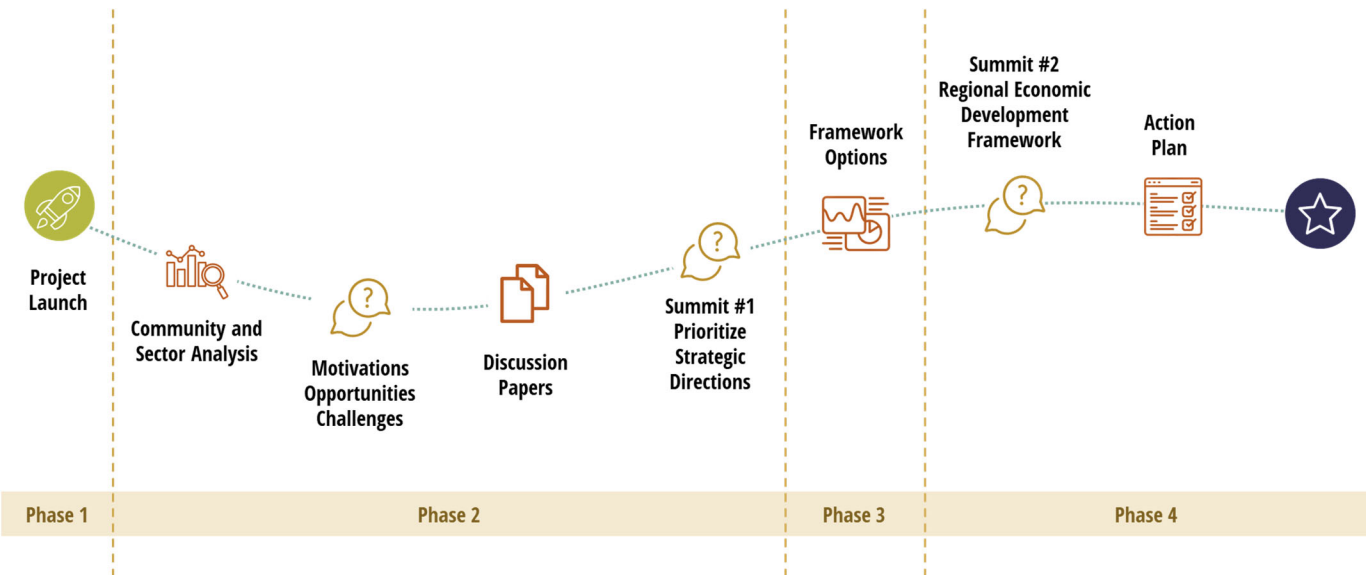 Project
Launch
Community and
Sector Analysis
Motivations
Opportunities
Challenges
Discussion
Papers
Summit #1
Prioritize
Strategic
Directions
Framework
Options
Summit #2
Regional Economic
Development
Framework
Action
Plan
Phase 1
Phase 2
Phase 3
Phase 4